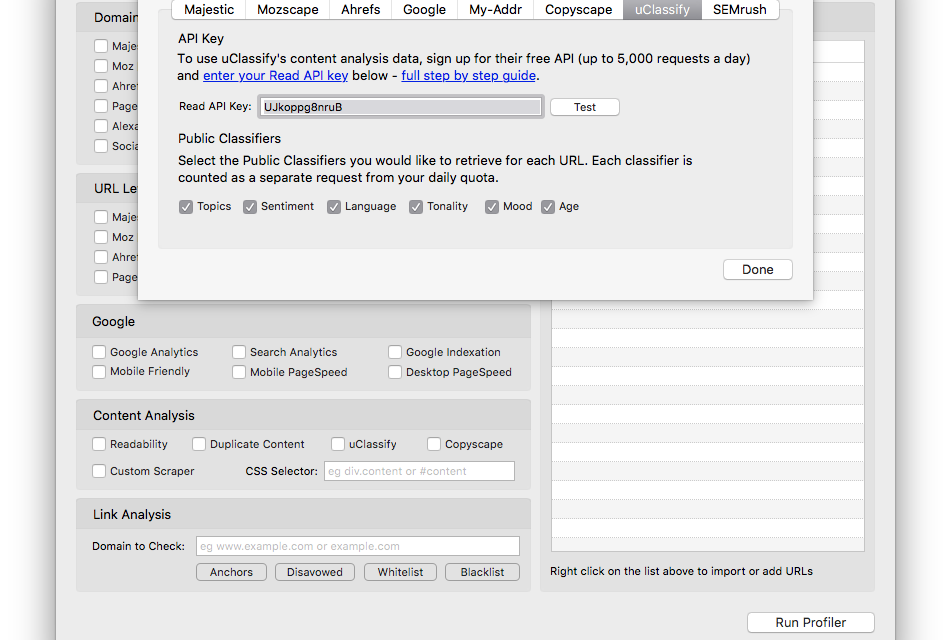 Majestic Mozscape Ahrefs Google My-Addr Copyscape uClassify SEMrush
API Key
To use uClassify's content analysis data, sign up for their free API (up to 5,000 requests a day)
and enter your Read API key below - full step by step guide.
Read API Key: UJkoppg8nruB Test
Public Classifiers
Select the Public Classifiers you would like to retrieve for each URL. Each classifier is
counted as a separate request from your daily quota.
Topics Sentiment Language Tonality Mood Age
Done
Domain
Maje
Moz
Ahre
Page
Alexa
Socia
URL Le
Maje
Moz
Ahre
Page
Google
Google Analytics Search Analytics Google Indexation
Mobile Friendly Mobile PageSpeed Desktop PageSpeed
Content Analysis
Readability Duplicate Content uClassify Copyscape
Custom Scraper CSS Selector: eg div.content or #content
Link Analysis
Domain to Check: eg www.example.com or example.com
Anchors Disavowed Whitelist Blacklist
Right click on the list above to import or add URLs
Run Profiler